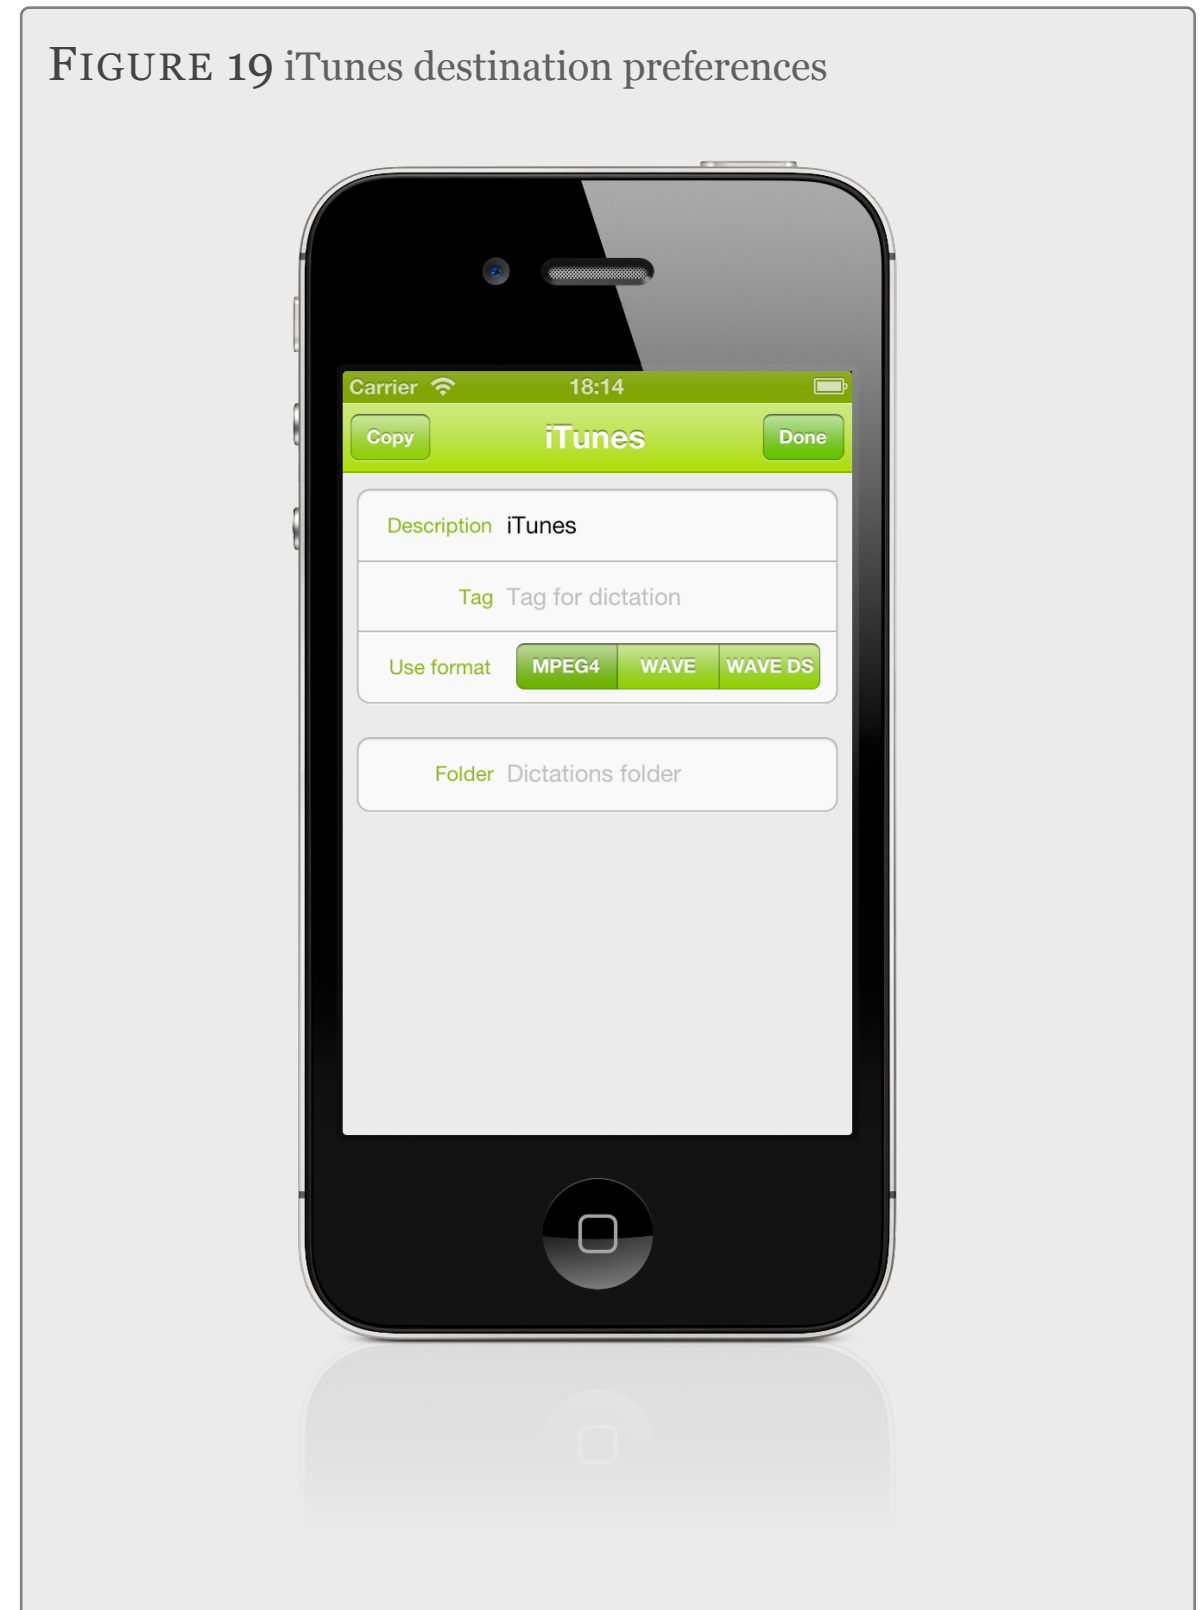 FIGURE 19 iTunes destination preferences
Carrier 18:14
Copy iTunes Done
Description iTunes
Tag Tag for dictation
Use format MPEG4 WAVE WAVE DS
Folder Dictations folder